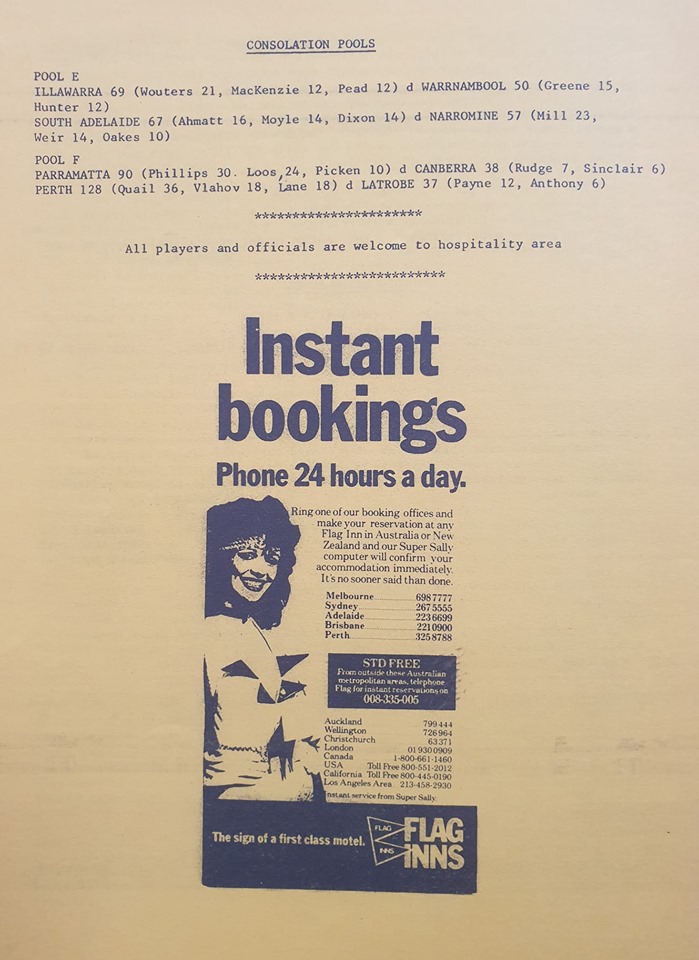 CONSOLATION POOLS
POOL E
ILLAWARRA 69 (Wouters 21, MacKenzie 12, Pead 12) d WARRNAMBOOL 50 (Greene 15,
Hunter 12)
SOUTH ADELAIDE 67 (Ahmatt 16, Moyle 14, Dixon 14) d NARROMINE 57 (Mill 23,
Weir 14, Oakes 10)
POOL F
PARRAMATTA 90 (Phillips 30. Loos,24, Picken 10) d CANBERRA 38 (Rudge 7, Sinclair 6)
PERTH 128 (Quail 36, Vlahov 18, Lane 18) d LATROBE 37 (Payne 12, Anthony 6)
**********************
All players and officials are welcome to hospitality area
*************************
Instant
bookings
Phone 24 hours a day.
Ring one of our booking offices and
make your reservation at any
Flag Inn in Australia or New
Zealand and our Super Sally
computer will confirm your
accommodation immediately.
It's no sooner said than done.
Melbourne 698 7777
Sydney 267 5555
Adelaide 223 6699
Brisbane 221 0900
Perth 325 8788
STD FREE
From outside these Australian
metropolitan areas, telephone
Flag for instant reservations on
008-335-005
Auckland 799 444
Wellington 726 964
Christchurch 63 371
London 01 930 0909
Canada 1-800-661-1460
USA Toll Free 800-551-2012
California Toll Free 800-445-0190
Los Angeles Area 213-458-2930
Instant service from Super Sally.
The sign of a first class motel.
FLAG
INNS
FLAG
INNS